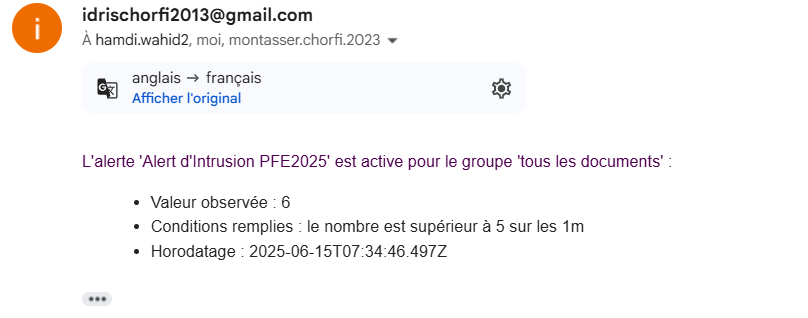 i
idrischorfi2013@gmail.com
À hamdi.wahid2, moi, montasser.chorfi.2023
anglais → français
Afficher l'original
L'alerte 'Alert d'Intrusion PFE2025' est active pour le groupe 'tous les documents' :
• Valeur observée : 6
• Conditions remplies : le nombre est supérieur à 5 sur les 1m
• Horodatage : 2025-06-15T07:34:46.497Z